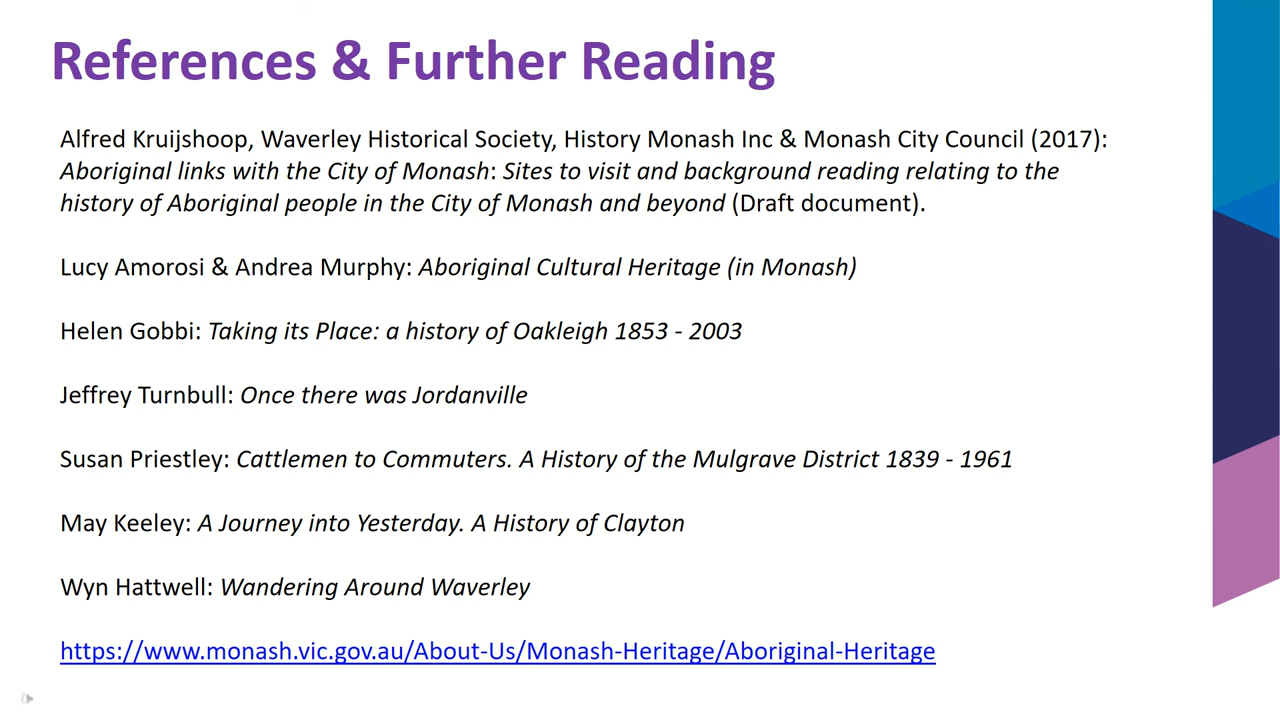 References & Further Reading
Alfred Kruijshoop, Waverley Historical Society, History Monash Inc & Monash City Council (2017):
Aboriginal links with the City of Monash: Sites to visit and background reading relating to the
history of Aboriginal people in the City of Monash and beyond (Draft document).
Lucy Amorosi & Andrea Murphy: Aboriginal Cultural Heritage (in Monash)
Helen Gobbi: Taking its Place: a history of Oakleigh 1853 - 2003
Jeffrey Turnbull: Once there was Jordanville
Susan Priestley: Cattlemen to Commuters. A History of the Mulgrave District 1839 - 1961
May Keeley: A Journey into Yesterday. A History of Clayton
Wyn Hattwell: Wandering Around Waverley
https://www.monash.vic.gov.au/About-Us/Monash-Heritage/Aboriginal-Heritage